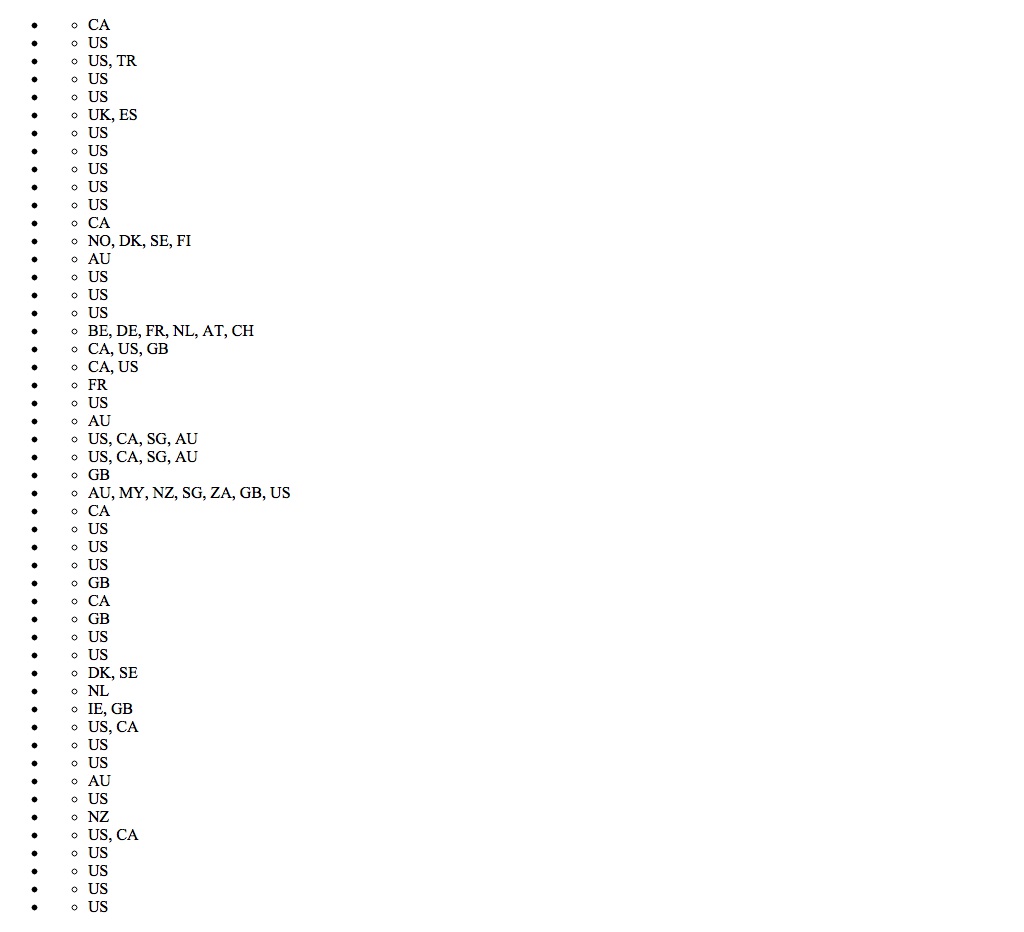 CA
US
US, TR
US
US
UK, ES
US
US
US
US
US
CA
NO, DK, SE, FI
AU
US
US
US
BE, DE, FR, NL, AT, CH
CA, US, GB
CA, US
FR
US
AU
US, CA, SG, AU
US, CA, SG, AU
GB
AU, MY, NZ, SG, ZA, GB, US
CA
US
US
US
GB
CA
GB
US
US
DK, SE
NL
IE, GB
US, CA
US
US
AU
US
NZ
US, CA
US
US
US
US